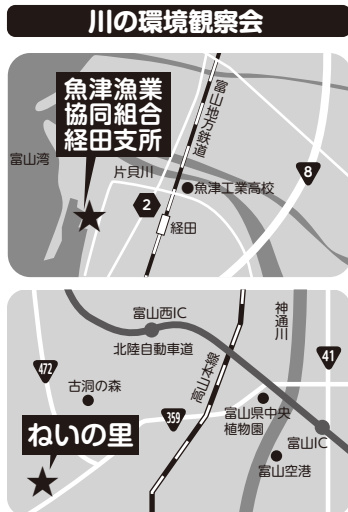 川の環境観察会
魚津漁業
協同組合
経田支所
富山湾
富山地方鉄道
片貝川
魚津工業高校
8
2
経田
富山西IC
神通川
北陸自動車道
41
472
高山本線
古洞の森
359
富山県中央
植物園
ねいの里
富山IC
富山空港